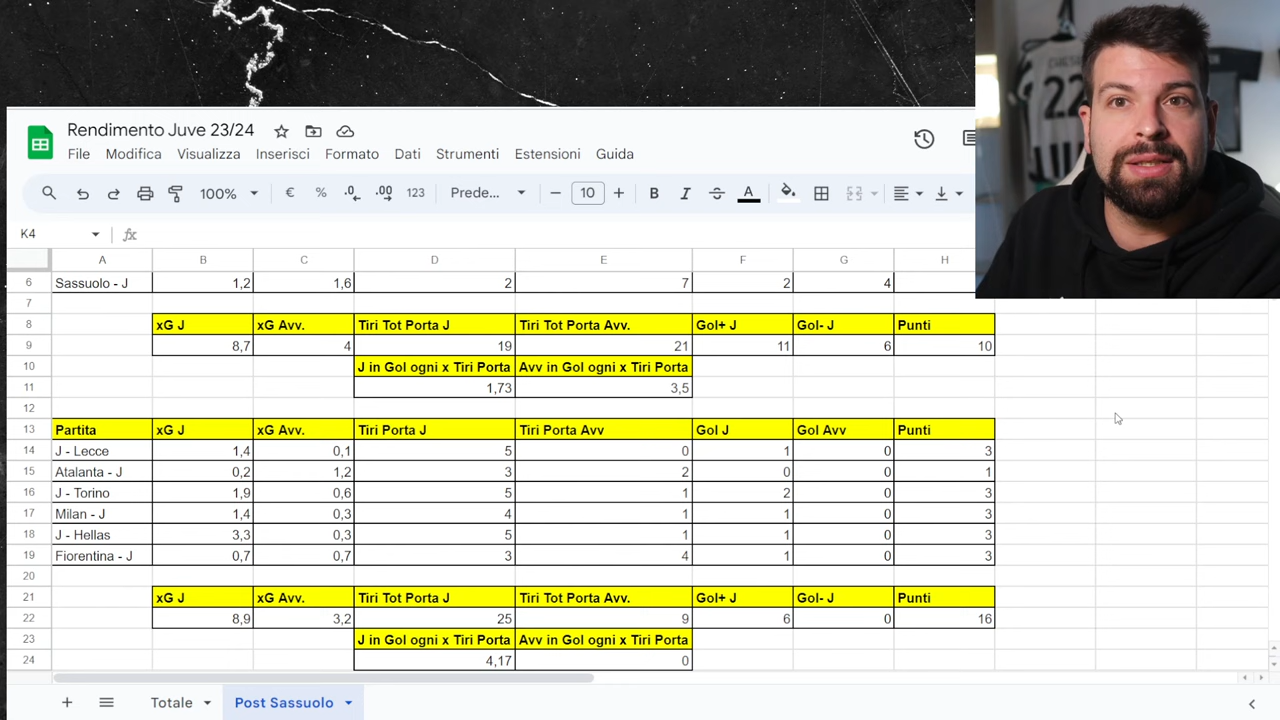 Rendimento Juve 23/24
File Modifica Visualizza Inserisci Formato Dati Strumenti Estensioni Guida
100% € % .0 .00 123 Prede... 10 B I A
K4 fx
A B C D E F G H
6 Sassuolo - J 1,2 1,6 2 7 2 4
7
8 xG J xG Avv. Tiri Tot Porta J Tiri Tot Porta Avv. Gol+ J Gol- J Punti
9 8,7 4 19 21 11 6 10
10 J in Gol ogni x Tiri Porta Avv in Gol ogni x Tiri Porta
11 1,73 3,5
12
13 Partita xG J xG Avv. Tiri Porta J Tiri Porta Avv Gol J Gol Avv Punti
14 J - Lecce 1,4 0,1 5 0 1 0 3
15 Atalanta - J 0,2 1,2 3 2 0 0 1
16 J - Torino 1,9 0,6 5 1 2 0 3
17 Milan - J 1,4 0,3 4 1 1 0 3
18 J - Hellas 3,3 0,3 5 1 1 0 3
19 Fiorentina - J 0,7 0,7 3 4 1 0 3
20
21 xG J xG Avv. Tiri Tot Porta J Tiri Tot Porta Avv. Gol+ J Gol- J Punti
22 8,9 3,2 25 9 6 0 16
23 J in Gol ogni x Tiri Porta Avv in Gol ogni x Tiri Porta
24 4,17 0
Totale Post Sassuolo
22